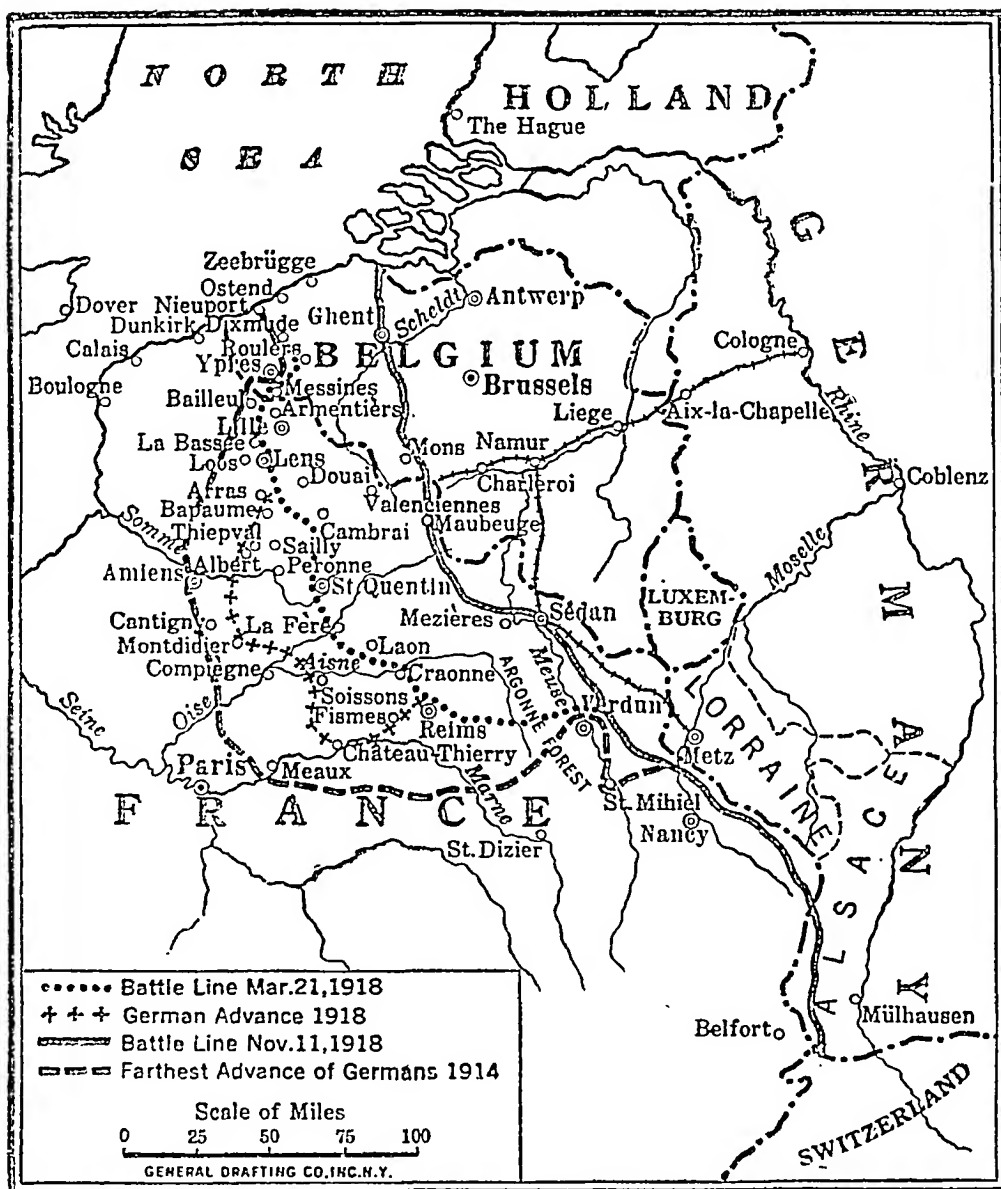 NORTH
SEA
HOLLAND
The Hague
GERMANY
Zeebrügge
Ostend
Dover
Nieuport
Ghent
Scheldt
Antwerp
Dunkirk
Dixmude
Calais
Roulers
BELGIUM
Cologne
Ypres
Brussels
Boulogne
Messines
Bailleul
Armentiers
Liege
Aix-la-Chapelle
Rhine
Lille
La Bassée
Mons
Namur
Loos
Lens
Douai
Charleroi
Coblenz
Arras
Valenciennes
Bapaume
Maubeuge
Somme
Thiepval
Cambrai
Sailly
Moselle
Albert
Peronne
Amiens
St. Quentin
LUXEM-
BURG
Cantigny
La Fere
Mezières
Sedan
Montdidier
Laon
Compiegne
Aisne
Craonne
ARGONNE FOREST
Meuse
Soissons
Verdun
LORRAINE
Seine
Oise
Fismes
Reims
Metz
Château-Thierry
Paris
Meaux
Marne
St. Mihiel
FRANCE
Nancy
St. Dizier
ALSACE
Belfort
Mülhausen
SWITZERLAND
Battle Line Mar.21,1918
German Advance 1918
Battle Line Nov.11,1918
Farthest Advance of Germans 1914
Scale of Miles
0 25 50 75 100
GENERAL DRAFTING CO.INC.N.Y.